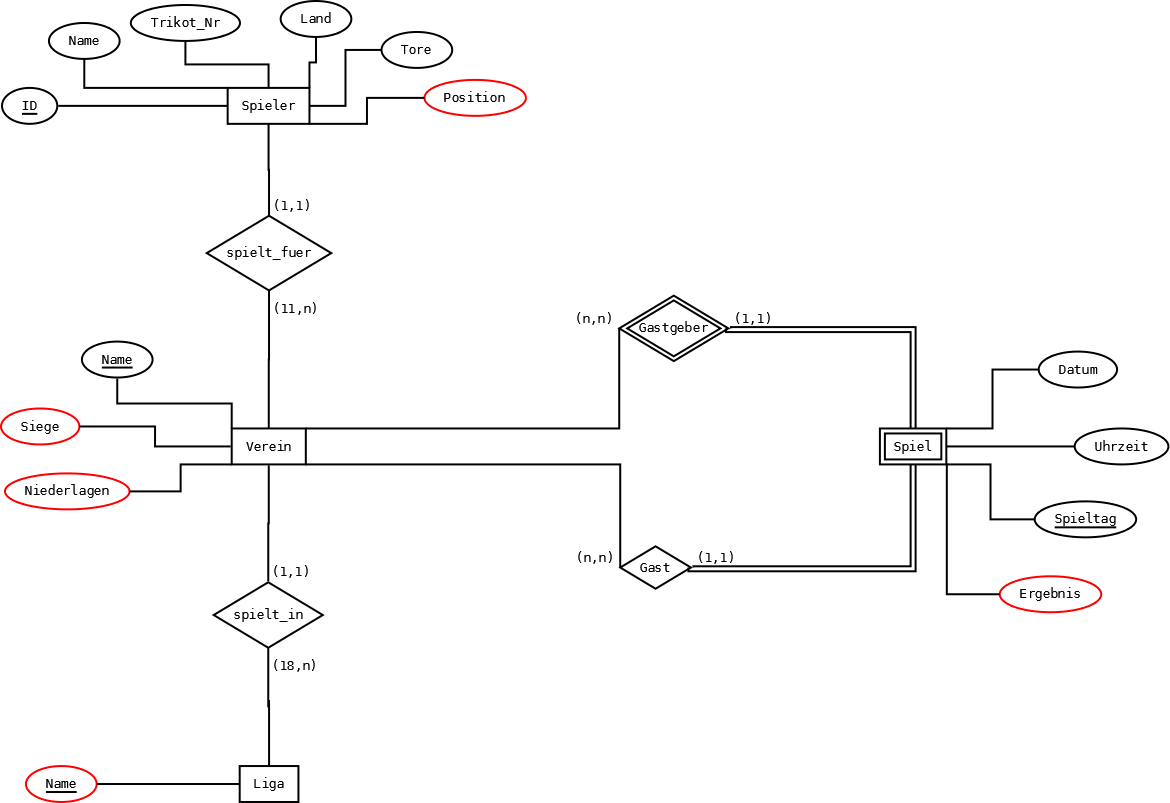 Land
Trikot_Nr
Name
Tore
Position
ID
Spieler
(1,1)
spielt_fuer
(11,n)
(n,n)
Gastgeber
(1,1)
Name
Datum
Siege
Verein
Spiel
Uhrzeit
Niederlagen
Spieltag
(n,n)
Gast
(1,1)
(1,1)
Ergebnis
spielt_in
(18,n)
Name
Liga